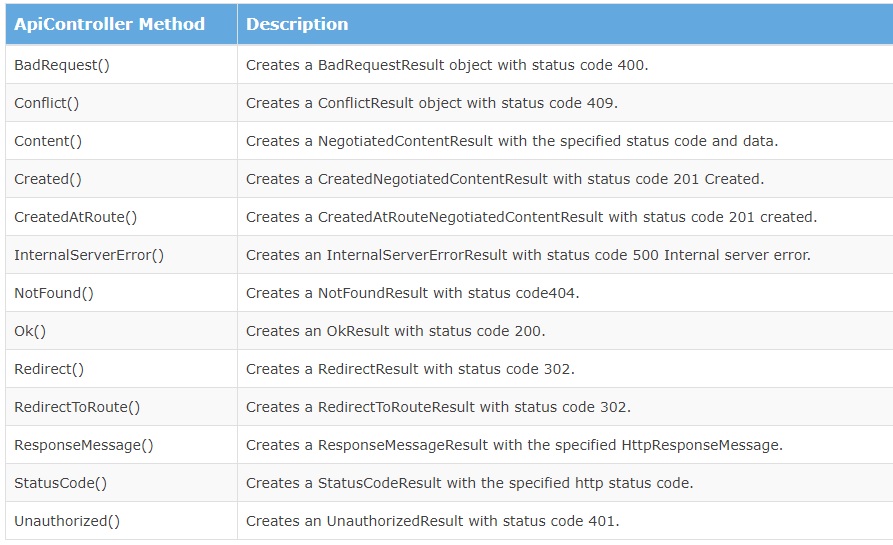 ApiController Method Description
BadRequest() Creates a BadRequestResult object with status code 400.
Conflict() Creates a ConflictResult object with status code 409.
Content() Creates a NegotiatedContentResult with the specified status code and data.
Created() Creates a CreatedNegotiatedContentResult with status code 201 Created.
CreatedAtRoute() Creates a CreatedAtRouteNegotiatedContentResult with status code 201 created.
InternalServerError() Creates an InternalServerErrorResult with status code 500 Internal server error.
NotFound() Creates a NotFoundResult with status code404.
Ok() Creates an OkResult with status code 200.
Redirect() Creates a RedirectResult with status code 302.
RedirectToRoute() Creates a RedirectToRouteResult with status code 302.
ResponseMessage() Creates a ResponseMessageResult with the specified HttpResponseMessage.
StatusCode() Creates a StatusCodeResult with the specified http status code.
Unauthorized() Creates an UnauthorizedResult with status code 401.